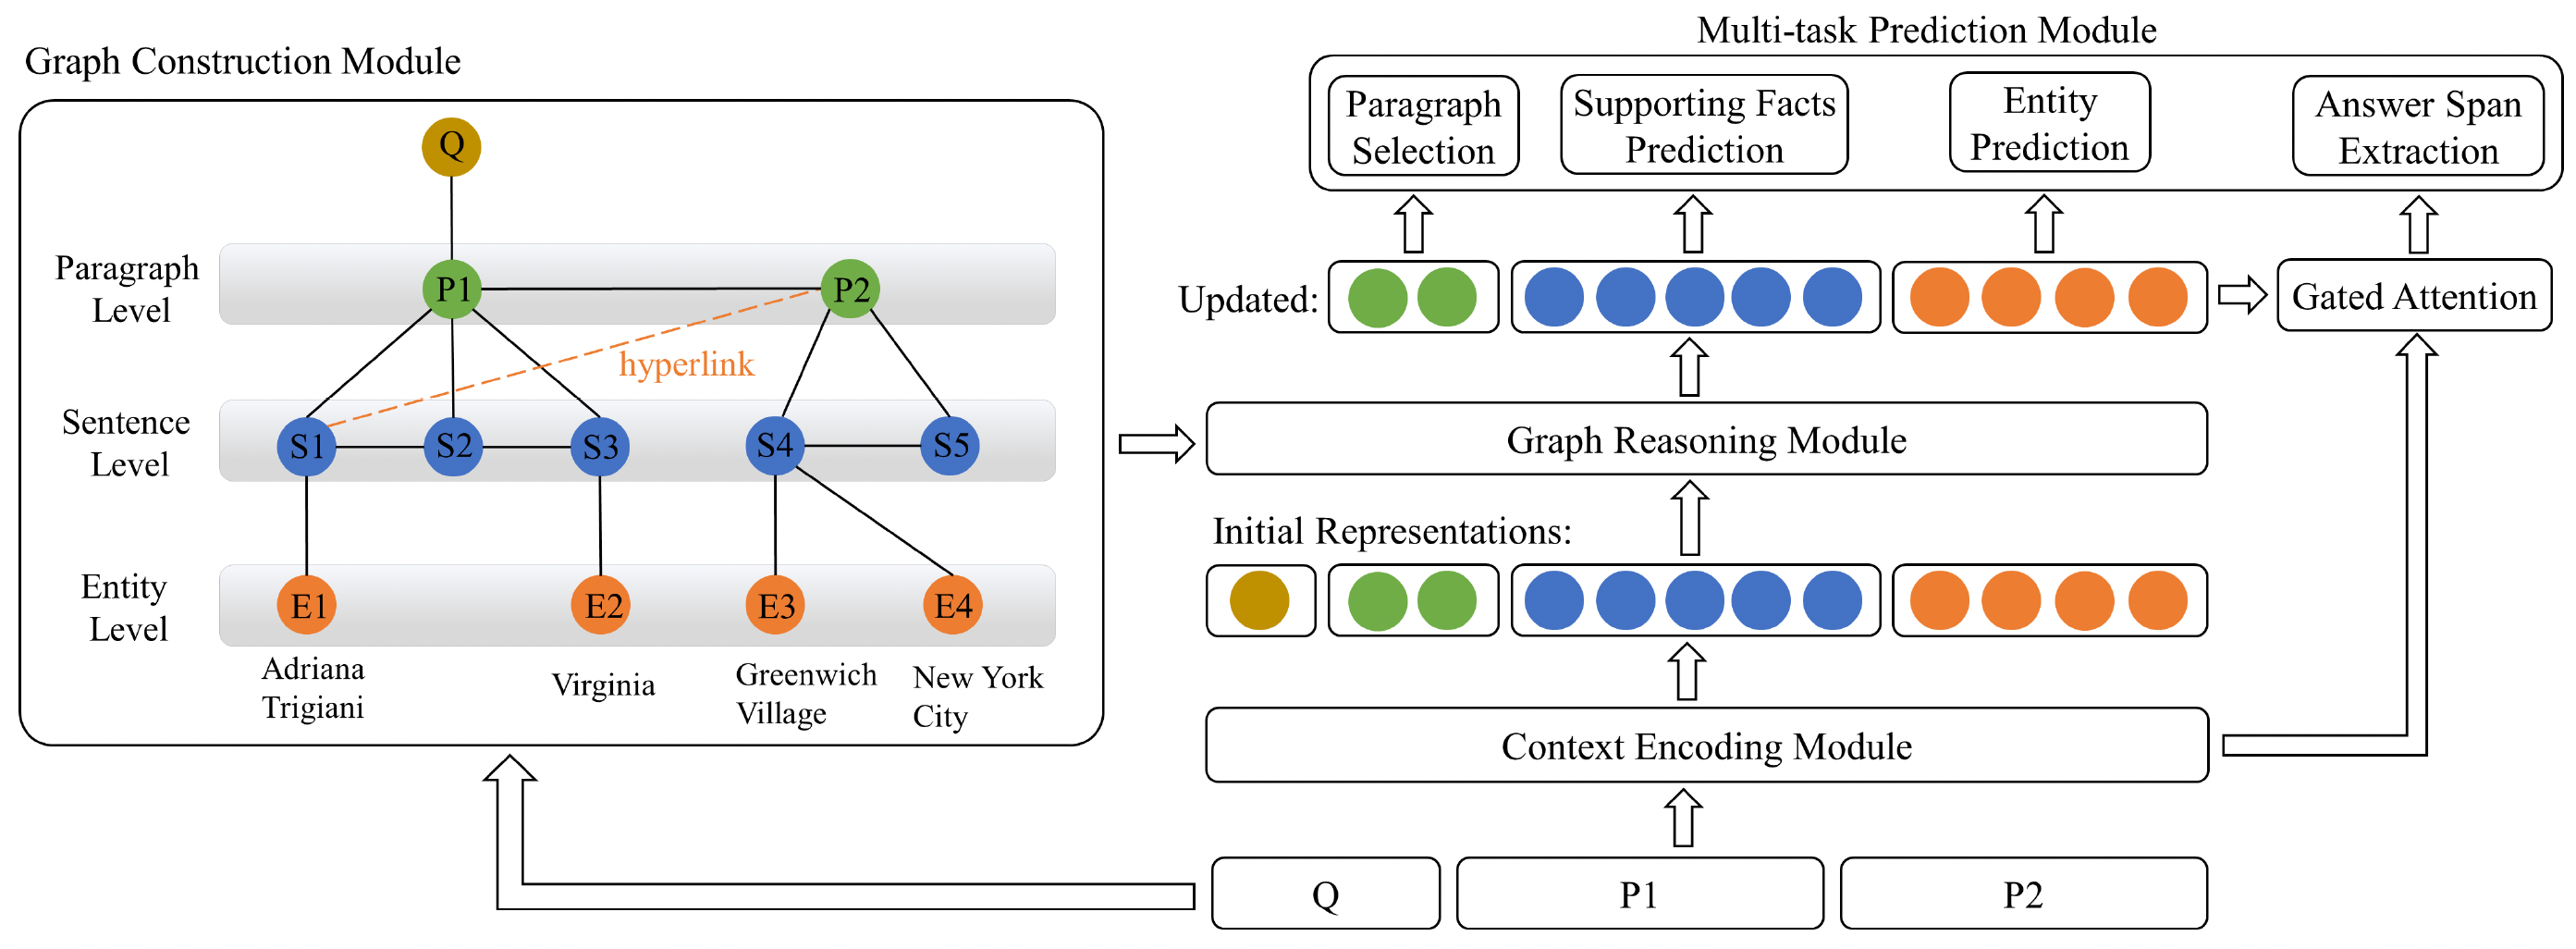 Graph Construction Module
Q
Paragraph
Level
P1
P2
hyperlink
Sentence
Level
S1
S2
S3
S4
S5
Entity
Level
E1
E2
E3
E4
Adriana
Trigiani
Virginia
Greenwich
Village
New York
City
Multi-task Prediction Module
Paragraph
Selection
Supporting Facts
Prediction
Entity
Prediction
Answer Span
Extraction
Updated:
Gated Attention
Graph Reasoning Module
Initial Representations:
Context Encoding Module
Q
P1
P2